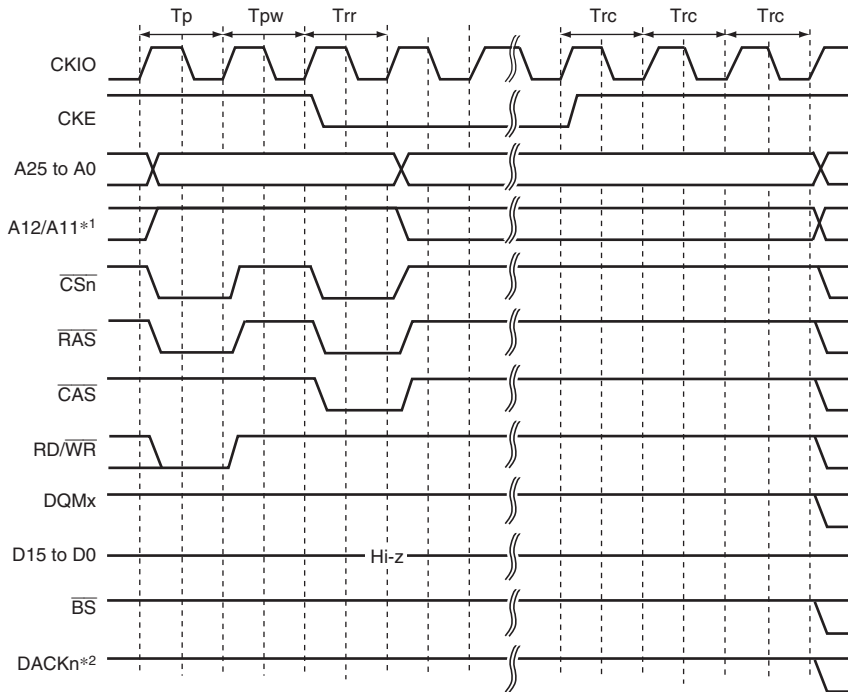 Tp Tpw Trr Trc Trc Trc
CKIO
CKE
A25 to A0
A12/A11*1
CSn
RAS
CAS
RD/WR
DQMx
D15 to D0 Hi-z
BS
DACKn*2